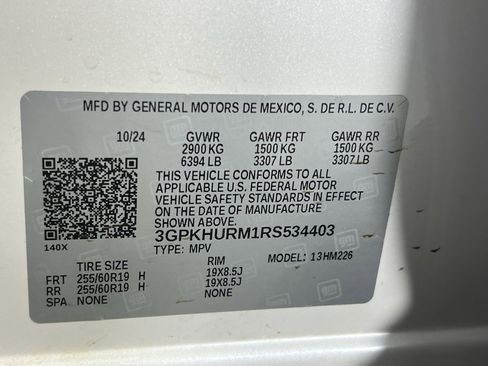 MFD BY GENERAL MOTORS DE MEXICO, S. DE R.L. DE C.V.
10/24 GVWR GAWR FRT GAWR RR
2900 KG 1500 KG 1500 KG
6394 LB 3307 LB 3307 LB
THIS VEHICLE CONFORMS TO ALL
APPLICABLE U.S. FEDERAL MOTOR
VEHICLE SAFETY STANDARDS IN EFFECT
ON THE DATE OF MANUFACTURE
SHOWN ABOVE.
3GPKHURM1RS534403
140X TYPE: MPV MODEL: 13HM226
TIRE SIZE RIM
FRT 255/60R19 H 19X8.5J
RR 255/60R19 H 19X8.5J
SPA NONE NONE